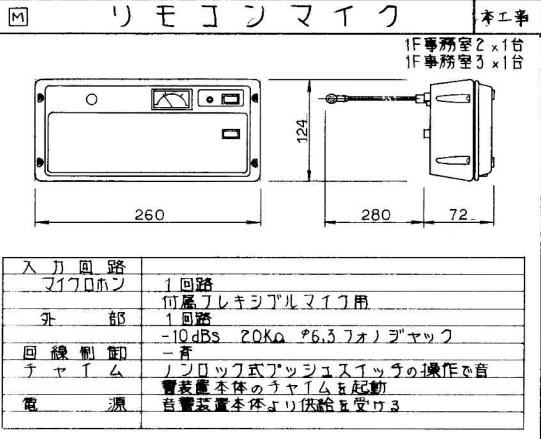 M リモコンマイク 本工事
1F事務室2 x1台
1F事務室3 x1台
124
260
280
72
入力回路
マイクロホン 1回路
付属フレキシブルマイク用
外部 1回路
-10dBs 20KΩ φ6.3フォノジャック
回線制御 一斉
チャイム ノンロック式プッシュスイッチの操作で音
響装置本体のチャイムを起動
電源 音響装置本体より供給を受ける